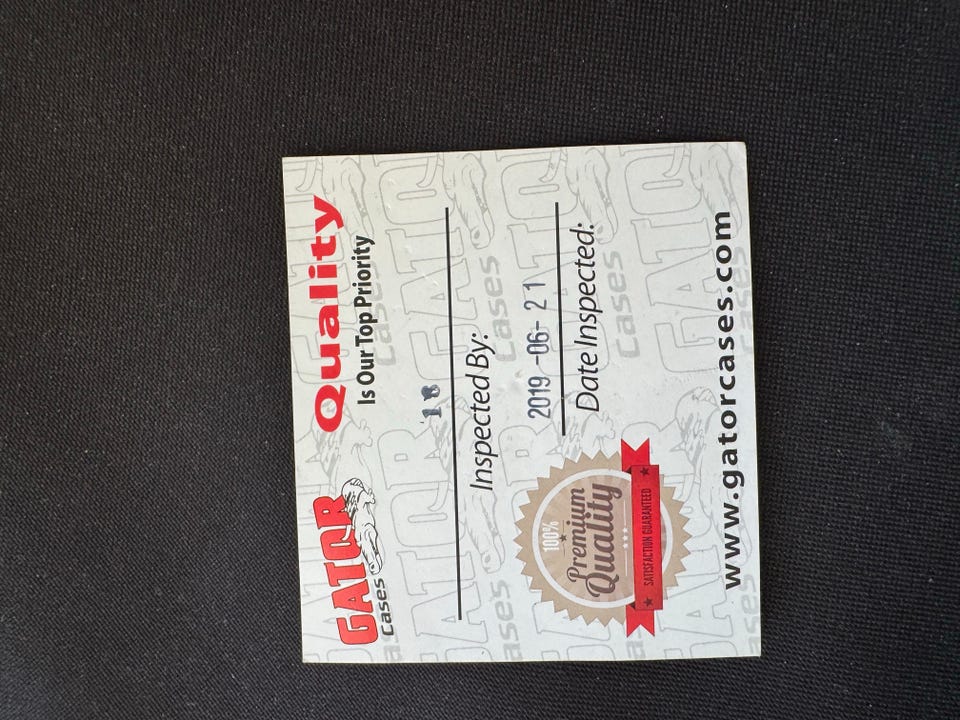 GATOR
Cases
Quality
Is Our Top Priority
Inspected By:
2019-06-21
Date Inspected:
100%
Premium
Quality
SATISFACTION GUARANTEED
www.gatorcases.com